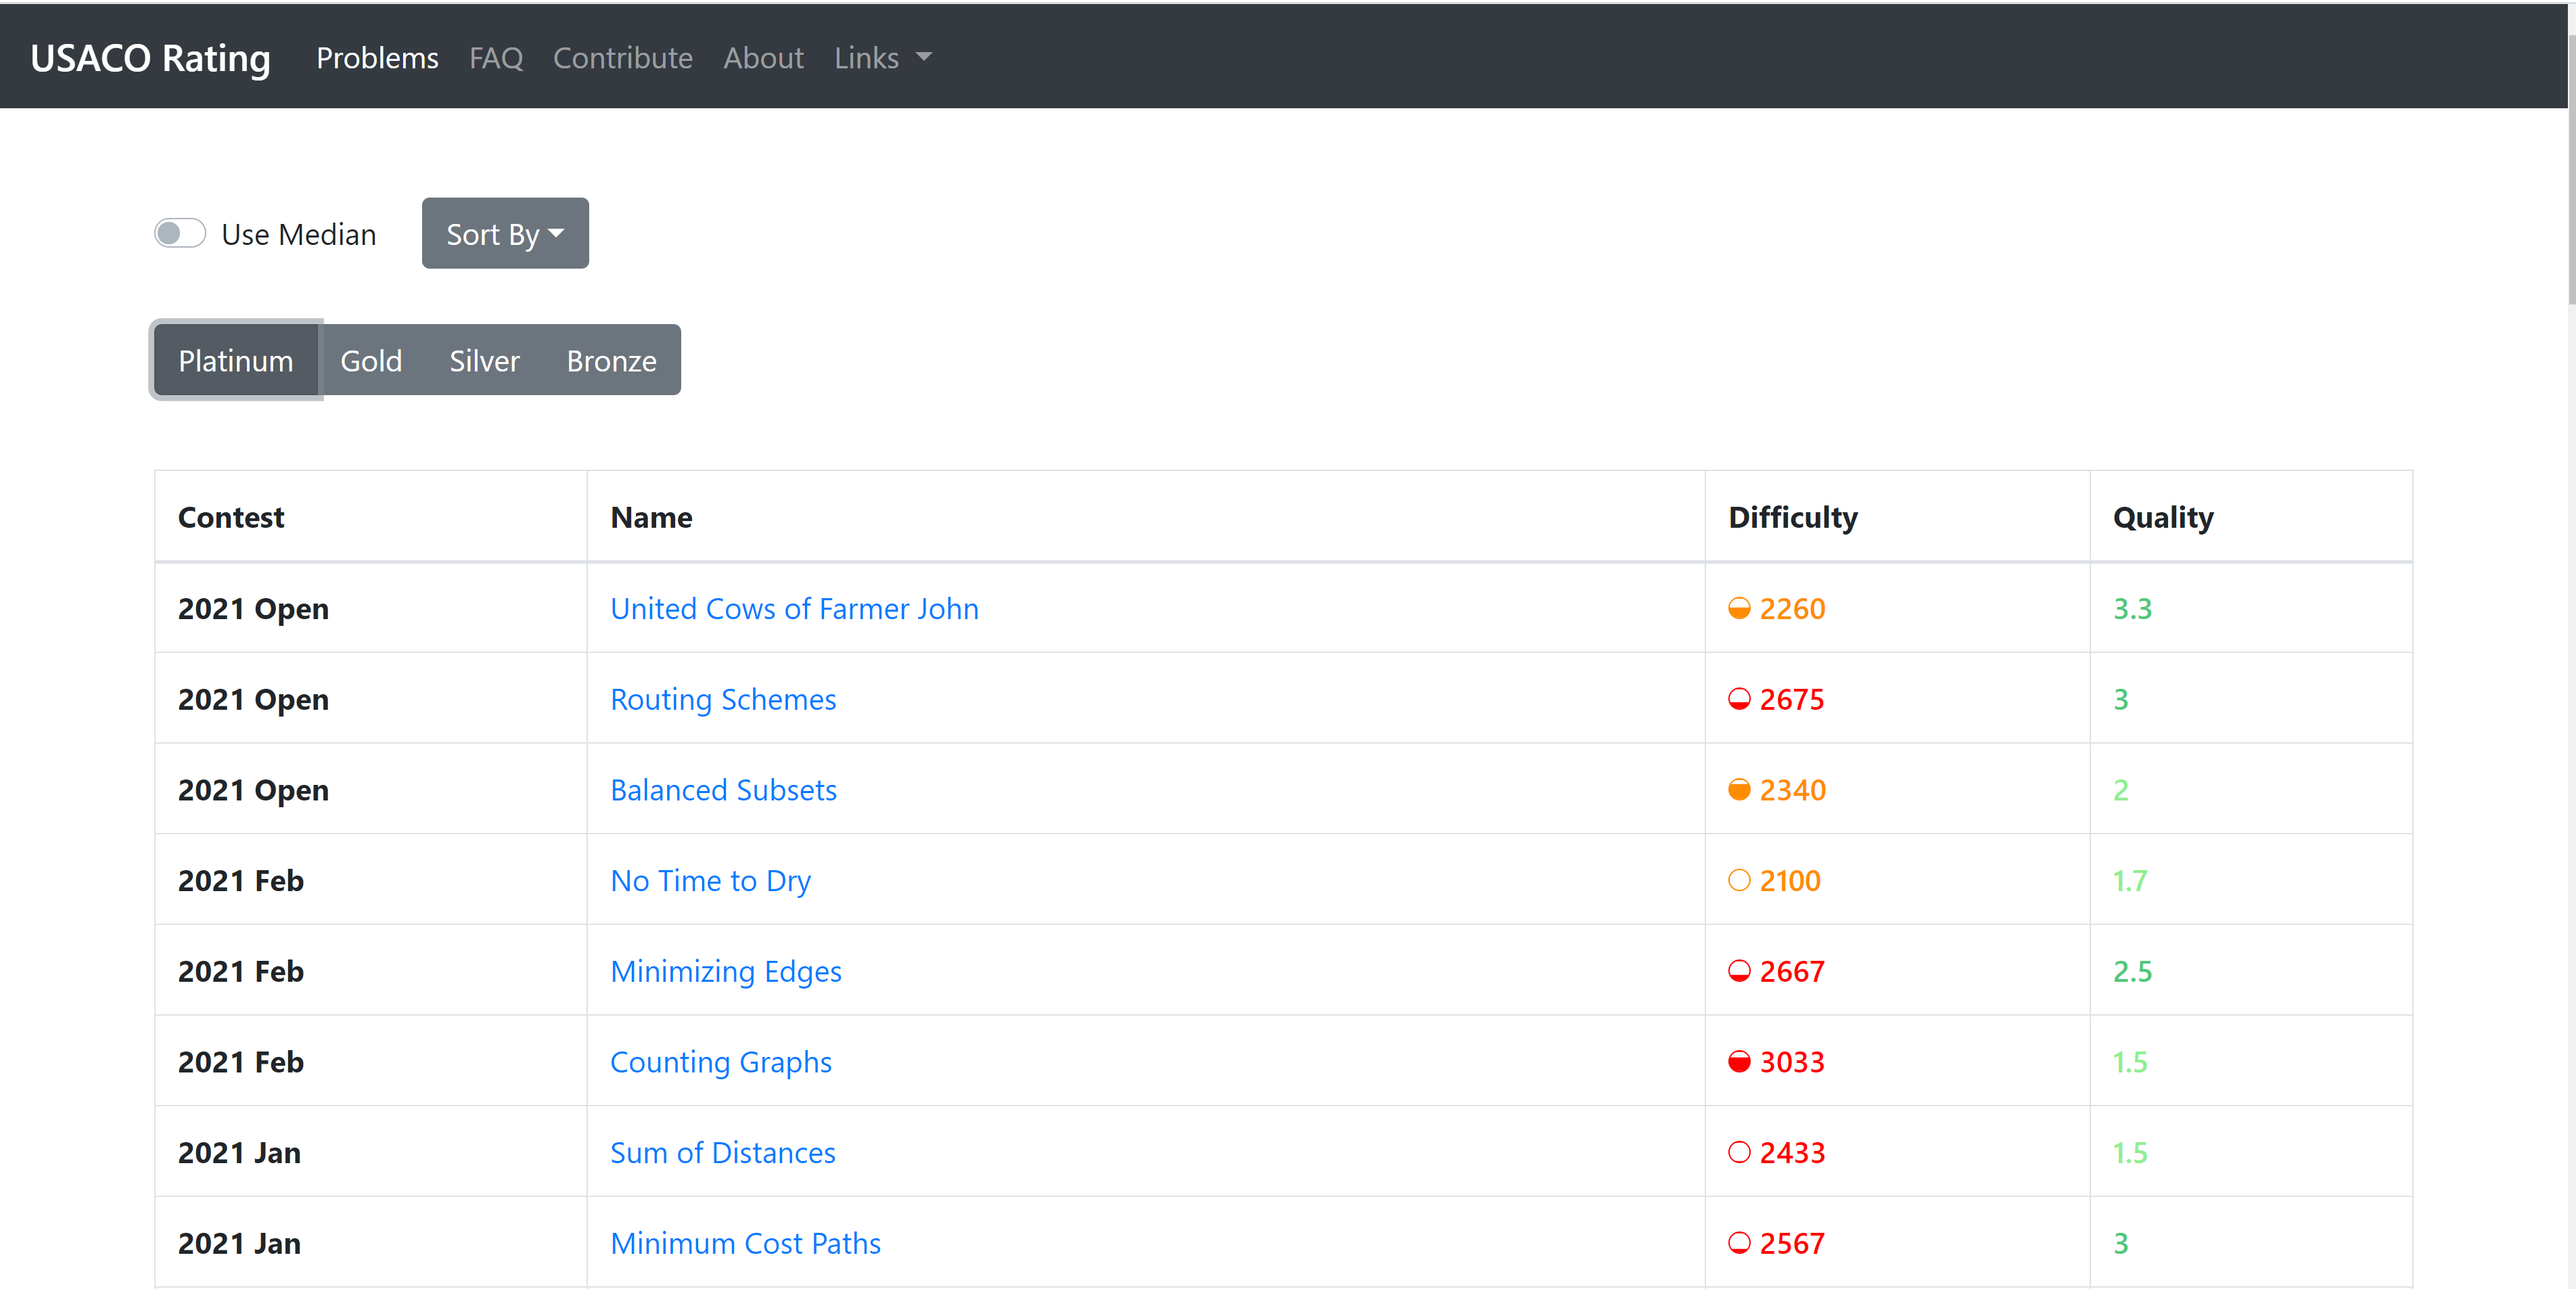 USACO Rating Problems FAQ Contribute About Links
Use Median Sort By
Platinum Gold Silver Bronze
Contest Name Difficulty Quality
2021 Open United Cows of Farmer John 2260 3.3
2021 Open Routing Schemes 2675 3
2021 Open Balanced Subsets 2340 2
2021 Feb No Time to Dry 2100 1.7
2021 Feb Minimizing Edges 2667 2.5
2021 Feb Counting Graphs 3033 1.5
2021 Jan Sum of Distances 2433 1.5
2021 Jan Minimum Cost Paths 2567 3